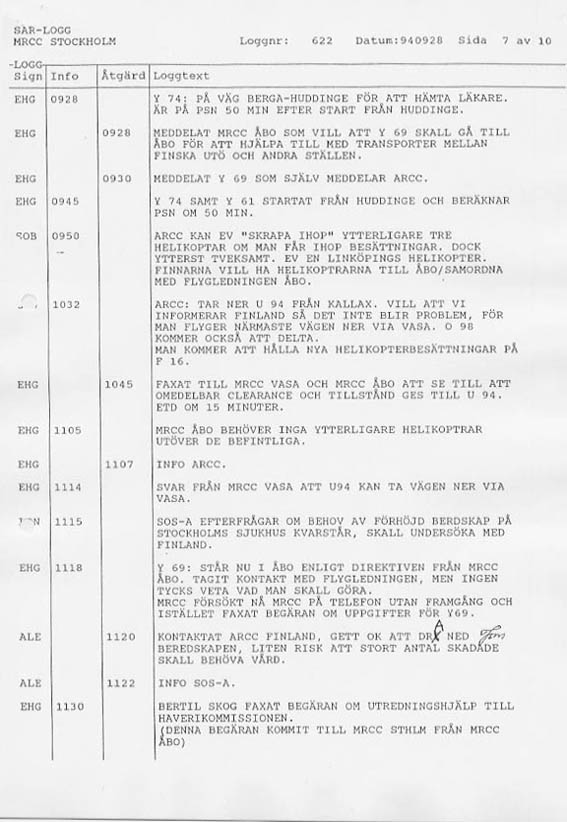 SAR-LOGG
MRCC STOCKHOLM Loggnr: 622 Datum:940928 Sida 7 av 10
-LOGG-
Sign Info Åtgärd Loggtext
EHG 0928 Y 74: PÅ VÄG BERGA-HUDDINGE FÖR ATT HÄMTA LÄKARE.
ÄR PÅ PSN 50 MIN EFTER START FRÅN HUDDINGE.
EHG 0928 MEDDELAT MRCC ÅBO SOM VILL ATT Y 69 SKALL GÅ TILL
ÅBO FÖR ATT HJÄLPA TILL MED TRANSPORTER MELLAN
FINSKA UTÖ OCH ANDRA STÄLLEN.
EHG 0930 MEDDELAT Y 69 SOM SJÄLV MEDDELAR ARCC.
EHG 0945 Y 74 SAMT Y 61 STARTAT FRÅN HUDDINGE OCH BERÄKNAR
PSN OM 50 MIN.
SOB 0950 ARCC KAN EV "SKRAPA IHOP" YTTERLIGARE TRE
HELIKOPTAR OM MAN FÅR IHOP BESÄTTNINGAR. DOCK
YTTERST TVEKSAMT. EV EN LINKÖPINGS HELIKOPTER.
FINNARNA VILL HA HELIKOPTRARNA TILL ÅBO/SAMORDNA
MED FLYGLEDNINGEN ÅBO.
1032 ARCC: TAR NER U 94 FRÅN KALLAX. VILL ATT VI
INFORMERAR FINLAND SÅ DET INTE BLIR PROBLEM, FÖR
MAN FLYGER NÄRMASTE VÄGEN NER VIA VASA. O 98
KOMMER OCKSÅ ATT DELTA.
MAN KOMMER ATT HÅLLA NYA HELIKOPTERBESÄTTNINGAR PÅ
F 16.
EHG 1045 FAXAT TILL MRCC VASA OCH MRCC ÅBO ATT SE TILL ATT
OMEDELBAR CLEARANCE OCH TILLSTÅND GES TILL U 94.
ETD OM 15 MINUTER.
EHG 1105 MRCC ÅBO BEHÖVER INGA YTTERLIGARE HELIKOPTRAR
UTÖVER DE BEFINTLIGA.
EHG 1107 INFO ARCC.
EHG 1114 SVAR FRÅN MRCC VASA ATT U94 KAN TA VÄGEN NER VIA
VASA.
1115 SOS-A EFTERFRÅGAR OM BEHOV AV FÖRHÖJD BERDSKAP PÅ
STOCKHOLMS SJUKHUS KVARSTÅR, SKALL UNDERSÖKA MED
FINLAND.
EHG 1118 Y 69: STÅR NU I ÅBO ENLIGT DIREKTIVEN FRÅN MRCC
ÅBO. TAGIT KONTAKT MED FLYGLEDNINGEN, MEN INGEN
TYCKS VETA VAD MAN SKALL GÖRA.
MRCC FÖRSÖKT NÅ MRCC PÅ TELEFON UTAN FRAMGÅNG OCH
ISTÄLLET FAXAT BEGÄRAN OM UPPGIFTER FÖR Y69.
ALE 1120 KONTAKTAT ARCC FINLAND, GETT OK ATT DRA NED
BEREDSKAPEN, LITEN RISK ATT STORT ANTAL SKADADE
SKALL BEHÖVA VÅRD.
ALE 1122 INFO SOS-A.
EHG 1130 BERTIL SKOG FAXAT BEGÄRAN OM UTREDNINGSHJÄLP TILL
HAVERIKOMMISSIONEN.
(DENNA BEGÄRAN KOMMIT TILL MRCC STHLM FRÅN MRCC
ÅBO)